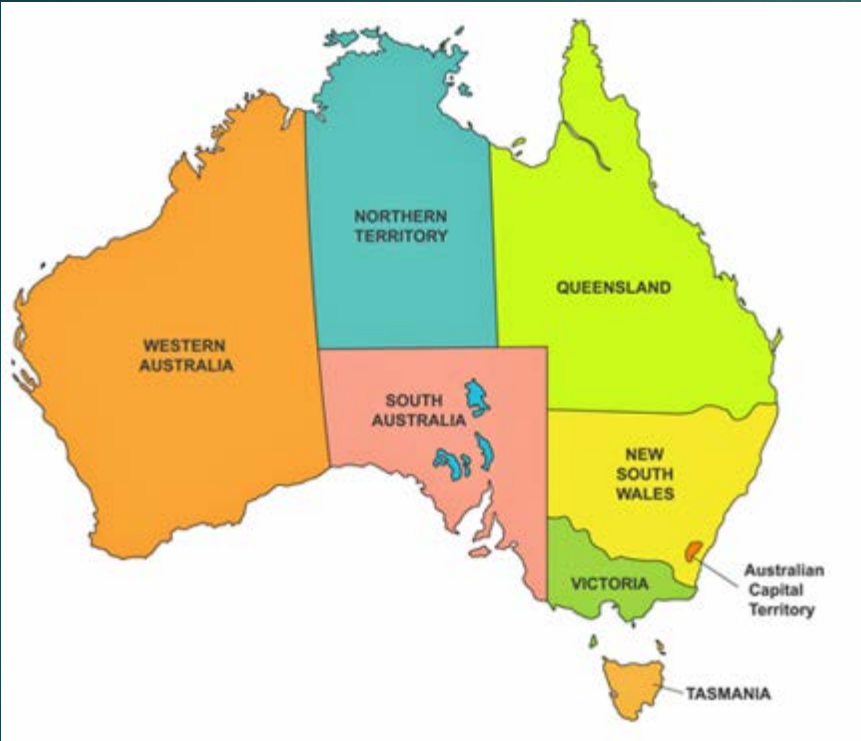 NORTHERN
TERRITORY
QUEENSLAND
WESTERN
AUSTRALIA
SOUTH
AUSTRALIA
NEW
SOUTH
WALES
Australian
Capital
Territory
VICTORIA
TASMANIA